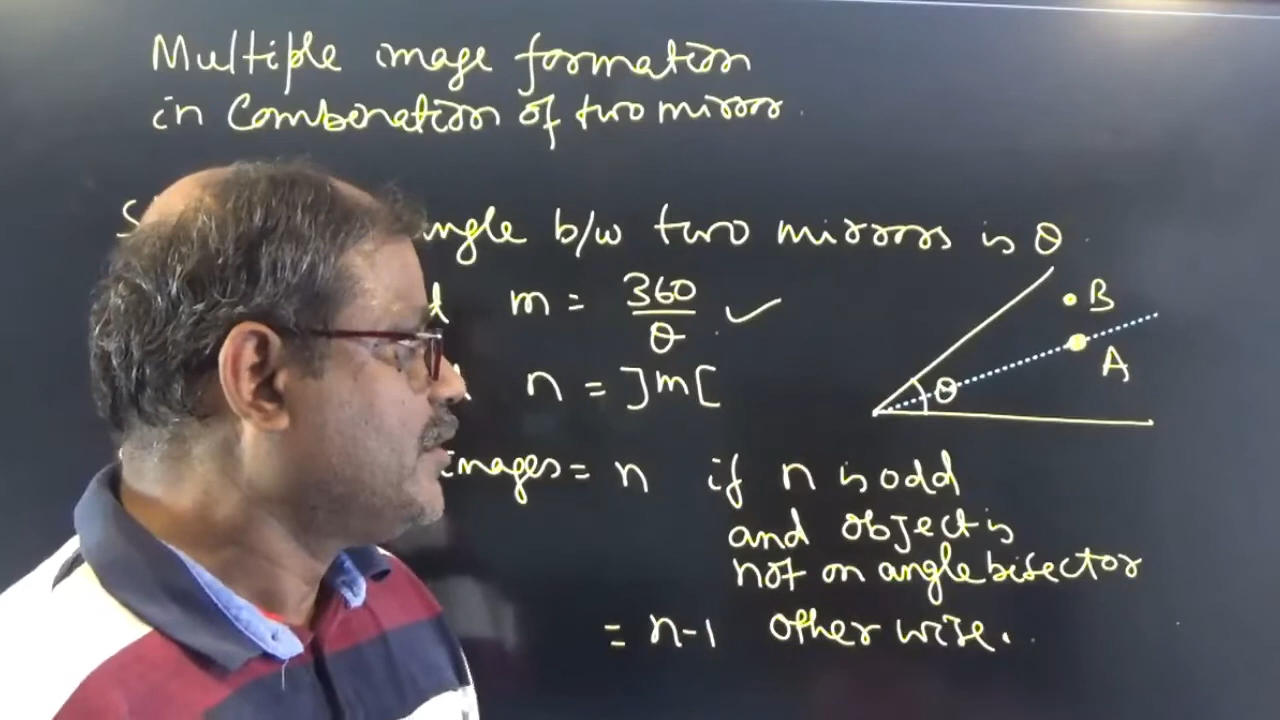 Multiple image formation
in Combination of two mirror.
angle b/w two mirrors is θ.
m = 360/θ ✓
n = ]m[
images = n if n is odd
and object is
not on angle bisector
= n-1 otherwise.
B
A
θ